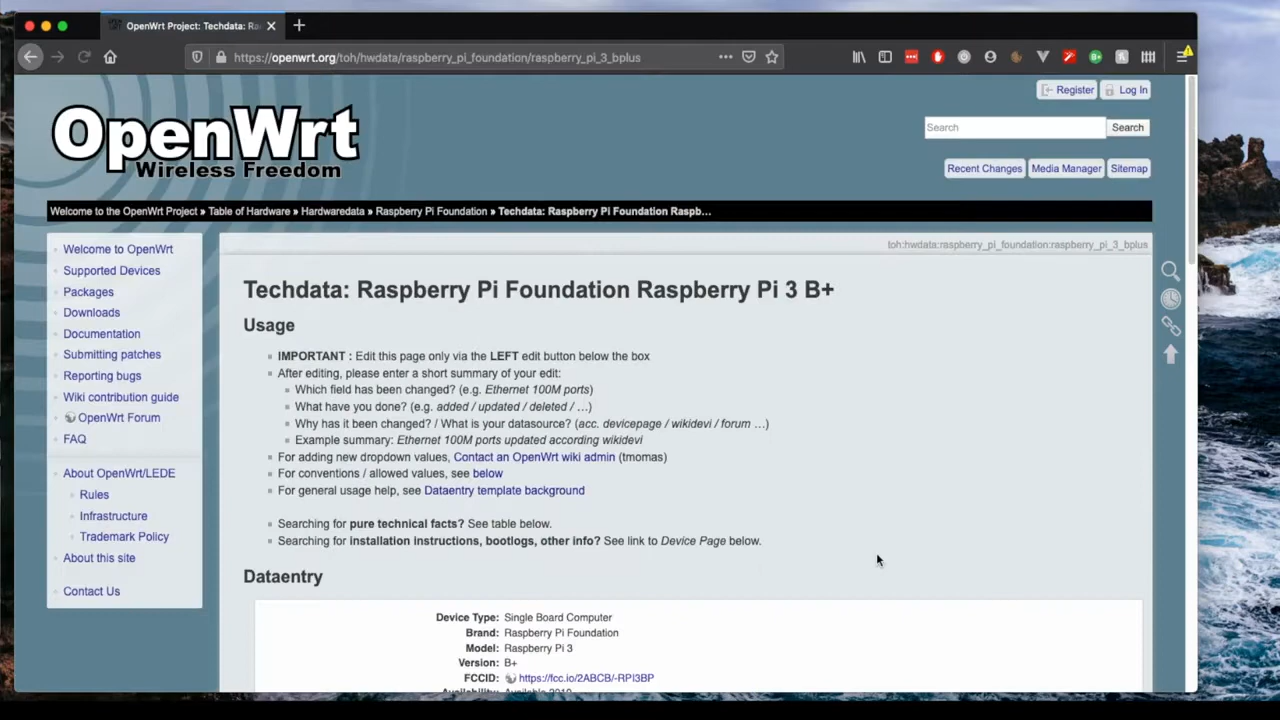 OpenWrt Project: Techdata: Ra
https://openwrt.org/toh/hwdata/raspberry_pi_foundation/raspberry_pi_3_bplus
Register
Log In
OpenWrt
Wireless Freedom
Search
Search
Recent Changes
Media Manager
Sitemap
Welcome to the OpenWrt Project » Table of Hardware » Hardwaredata » Raspberry Pi Foundation » Techdata: Raspberry Pi Foundation Raspb…
toh:hwdata:raspberry_pi_foundation:raspberry_pi_3_bplus
Welcome to OpenWrt
Supported Devices
Packages
Downloads
Documentation
Submitting patches
Reporting bugs
Wiki contribution guide
OpenWrt Forum
FAQ
About OpenWrt/LEDE
Rules
Infrastructure
Trademark Policy
About this site
Contact Us
Techdata: Raspberry Pi Foundation Raspberry Pi 3 B+
Usage
IMPORTANT : Edit this page only via the LEFT edit button below the box
After editing, please enter a short summary of your edit:
Which field has been changed? (e.g. Ethernet 100M ports)
What have you done? (e.g. added / updated / deleted / …)
Why has it been changed? / What is your datasource? (acc. devicepage / wikidevi / forum …)
Example summary: Ethernet 100M ports updated according wikidevi
For adding new dropdown values, Contact an OpenWrt wiki admin (tmomas)
For conventions / allowed values, see below
For general usage help, see Dataentry template background
Searching for pure technical facts? See table below.
Searching for installation instructions, bootlogs, other info? See link to Device Page below.
Dataentry
Device Type: Single Board Computer
Brand: Raspberry Pi Foundation
Model: Raspberry Pi 3
Version: B+
FCCID: https://fcc.io/2ABCB/-RPI3BP